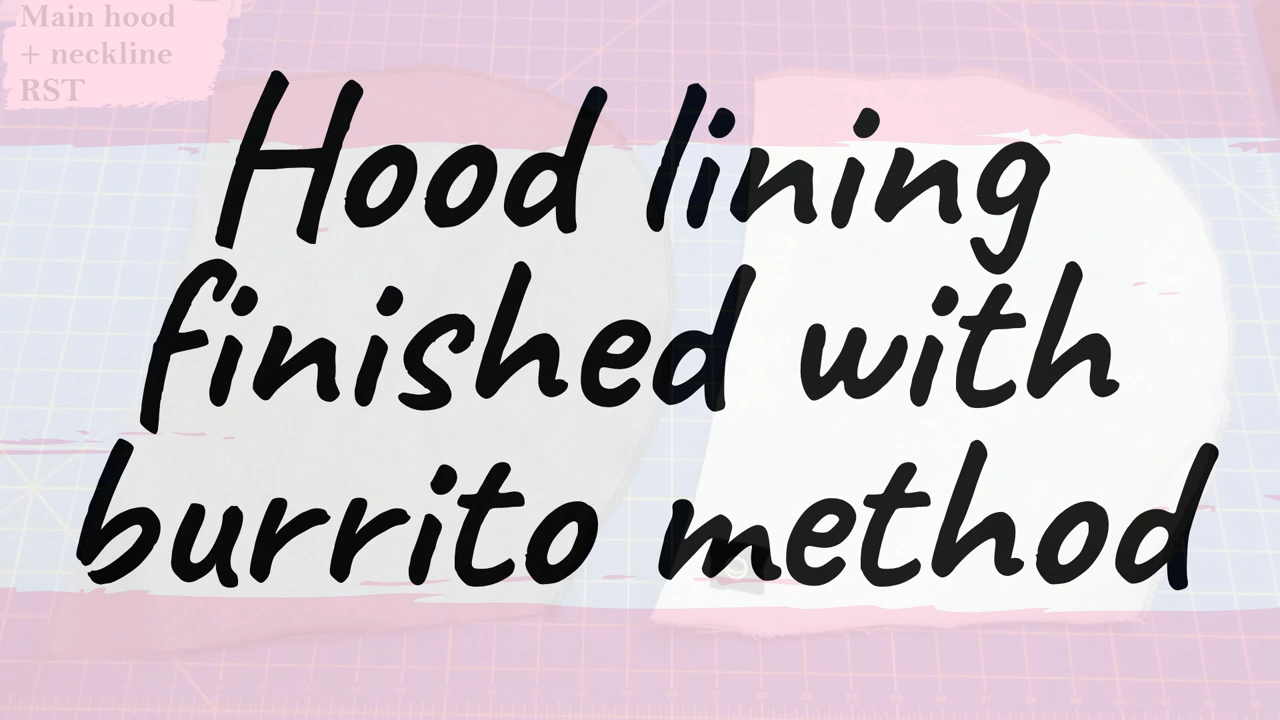 Main hood
+ neckline
RST
Hood lining
finished with
burrito method